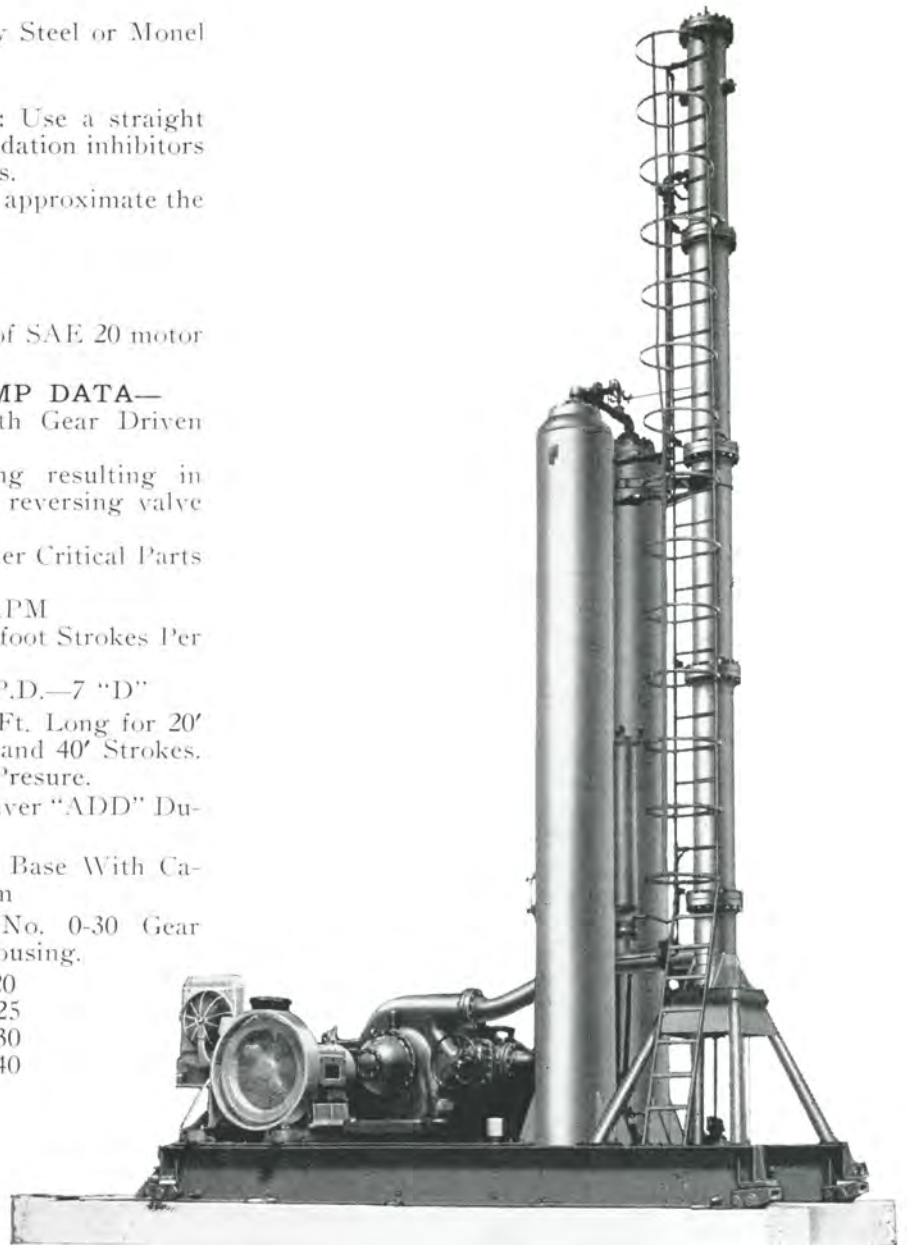 y Steel or Monel
: Use a straight
dation inhibitors
s.
approximate the
of SAE 20 motor
MP DATA—
th Gear Driven
ng resulting in
reversing valve
er Critical Parts
PM
foot Strokes Per
P.D.—7 “D”
Ft. Long for 20′
and 40′ Strokes.
Presure.
ver “ADD” Du-
Base With Ca-
n
No. 0-30 Gear
ousing.
20
25
30
40